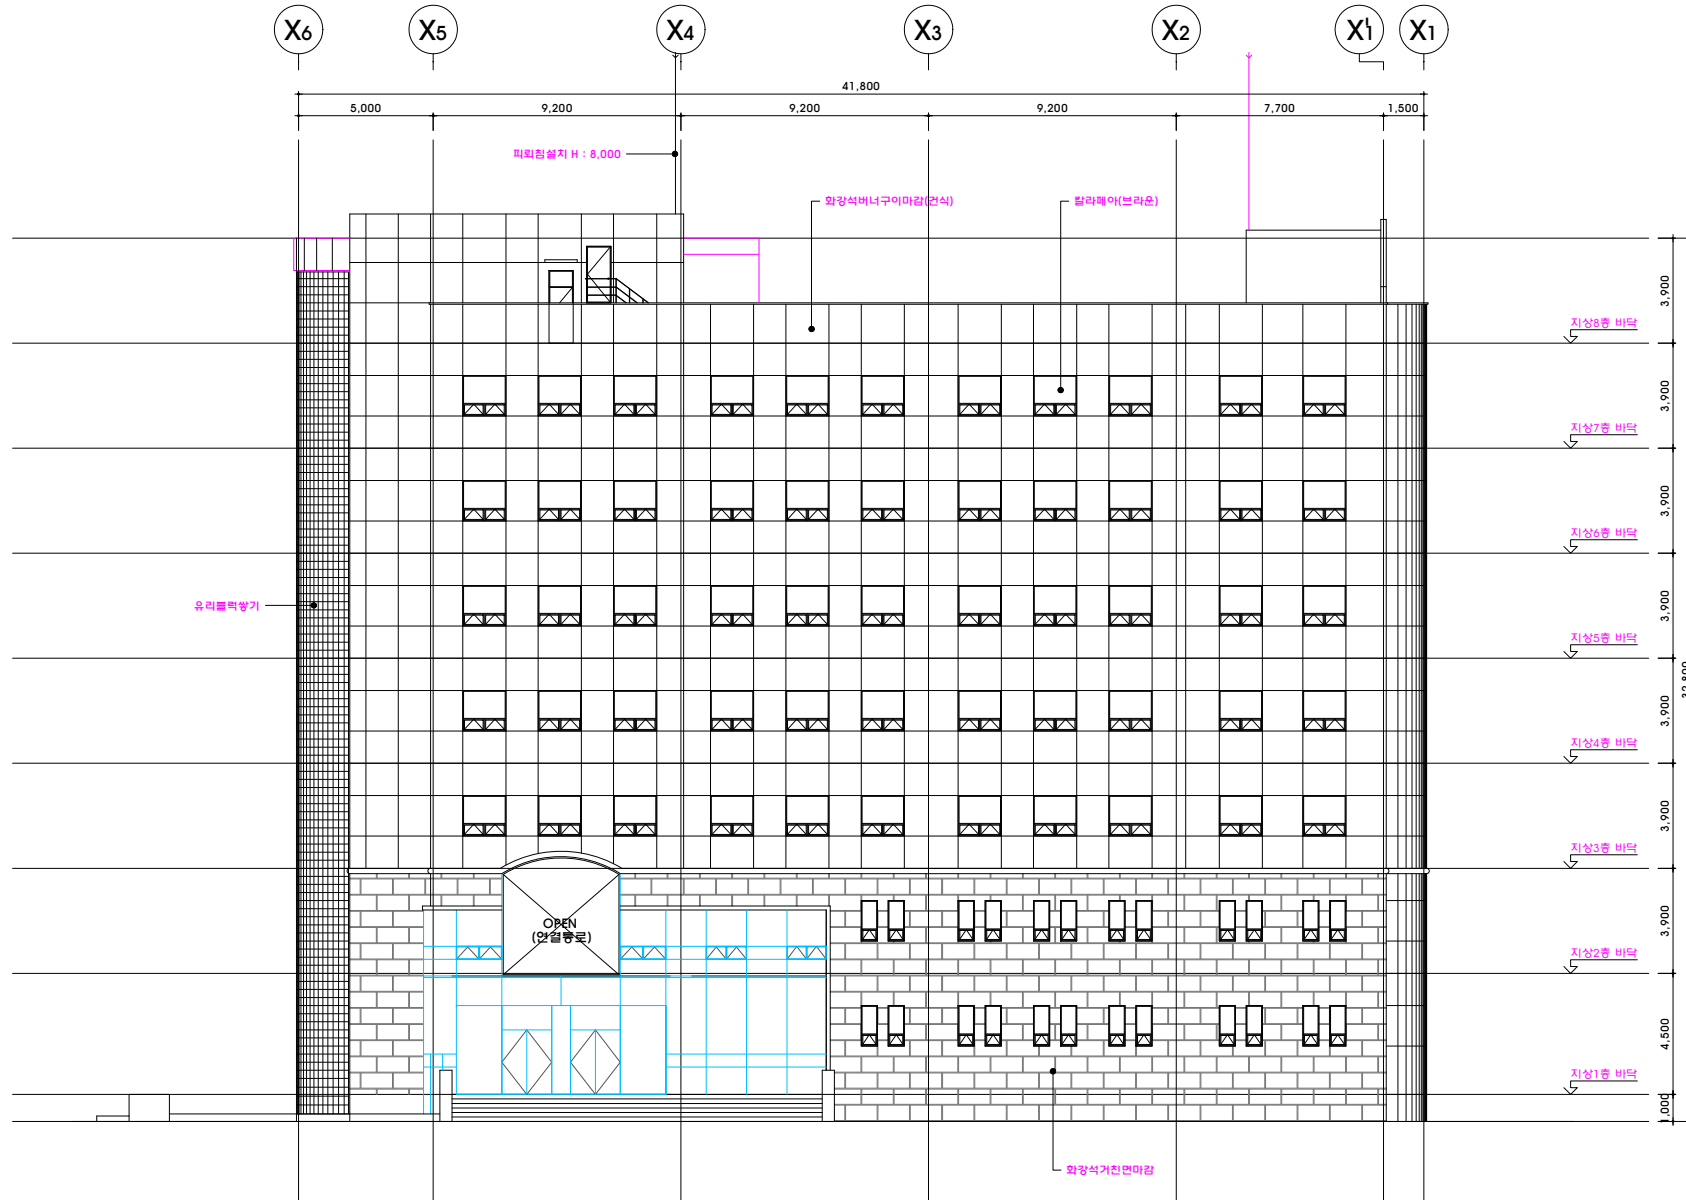 X6 X5 X4 X3 X2 X1' X1
41,800
5,000 9,200 9,200 9,200 7,700 1,500
피뢰침설치 H : 8,000
화강석버너구이마감(건식)
칼라페아(브라운)
3,900
지상8층 바닥
3,900
지상7층 바닥
3,900
지상6층 바닥
유리블럭쌓기
3,900
지상5층 바닥
3,900
지상4층 바닥
3,900
지상3층 바닥
OPEN
(연결통로)
3,900
지상2층 바닥
4,500
지상1층 바닥
1,000
화강석거친면마감